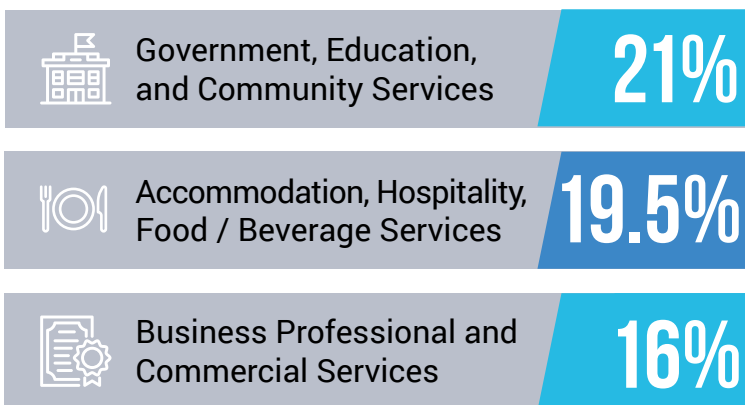 Government, Education,
and Community Services
21%
Accommodation, Hospitality,
Food / Beverage Services
19.5%
Business Professional and
Commercial Services
16%